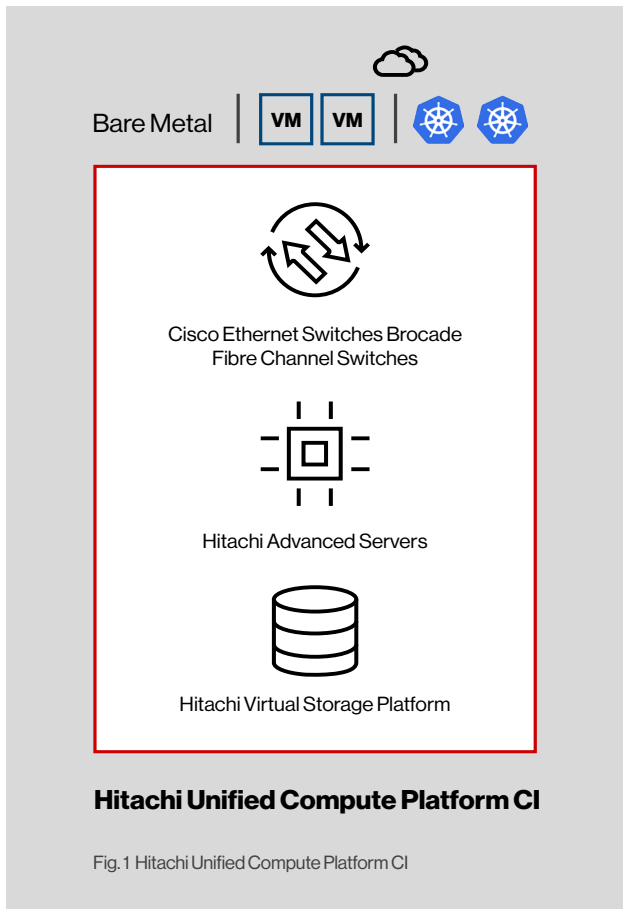 Bare Metal
VM VM
Cisco Ethernet Switches Brocade
Fibre Channel Switches
Hitachi Advanced Servers
Hitachi Virtual Storage Platform
Hitachi Unified Compute Platform CI
Fig.1 Hitachi Unified Compute Platform CI